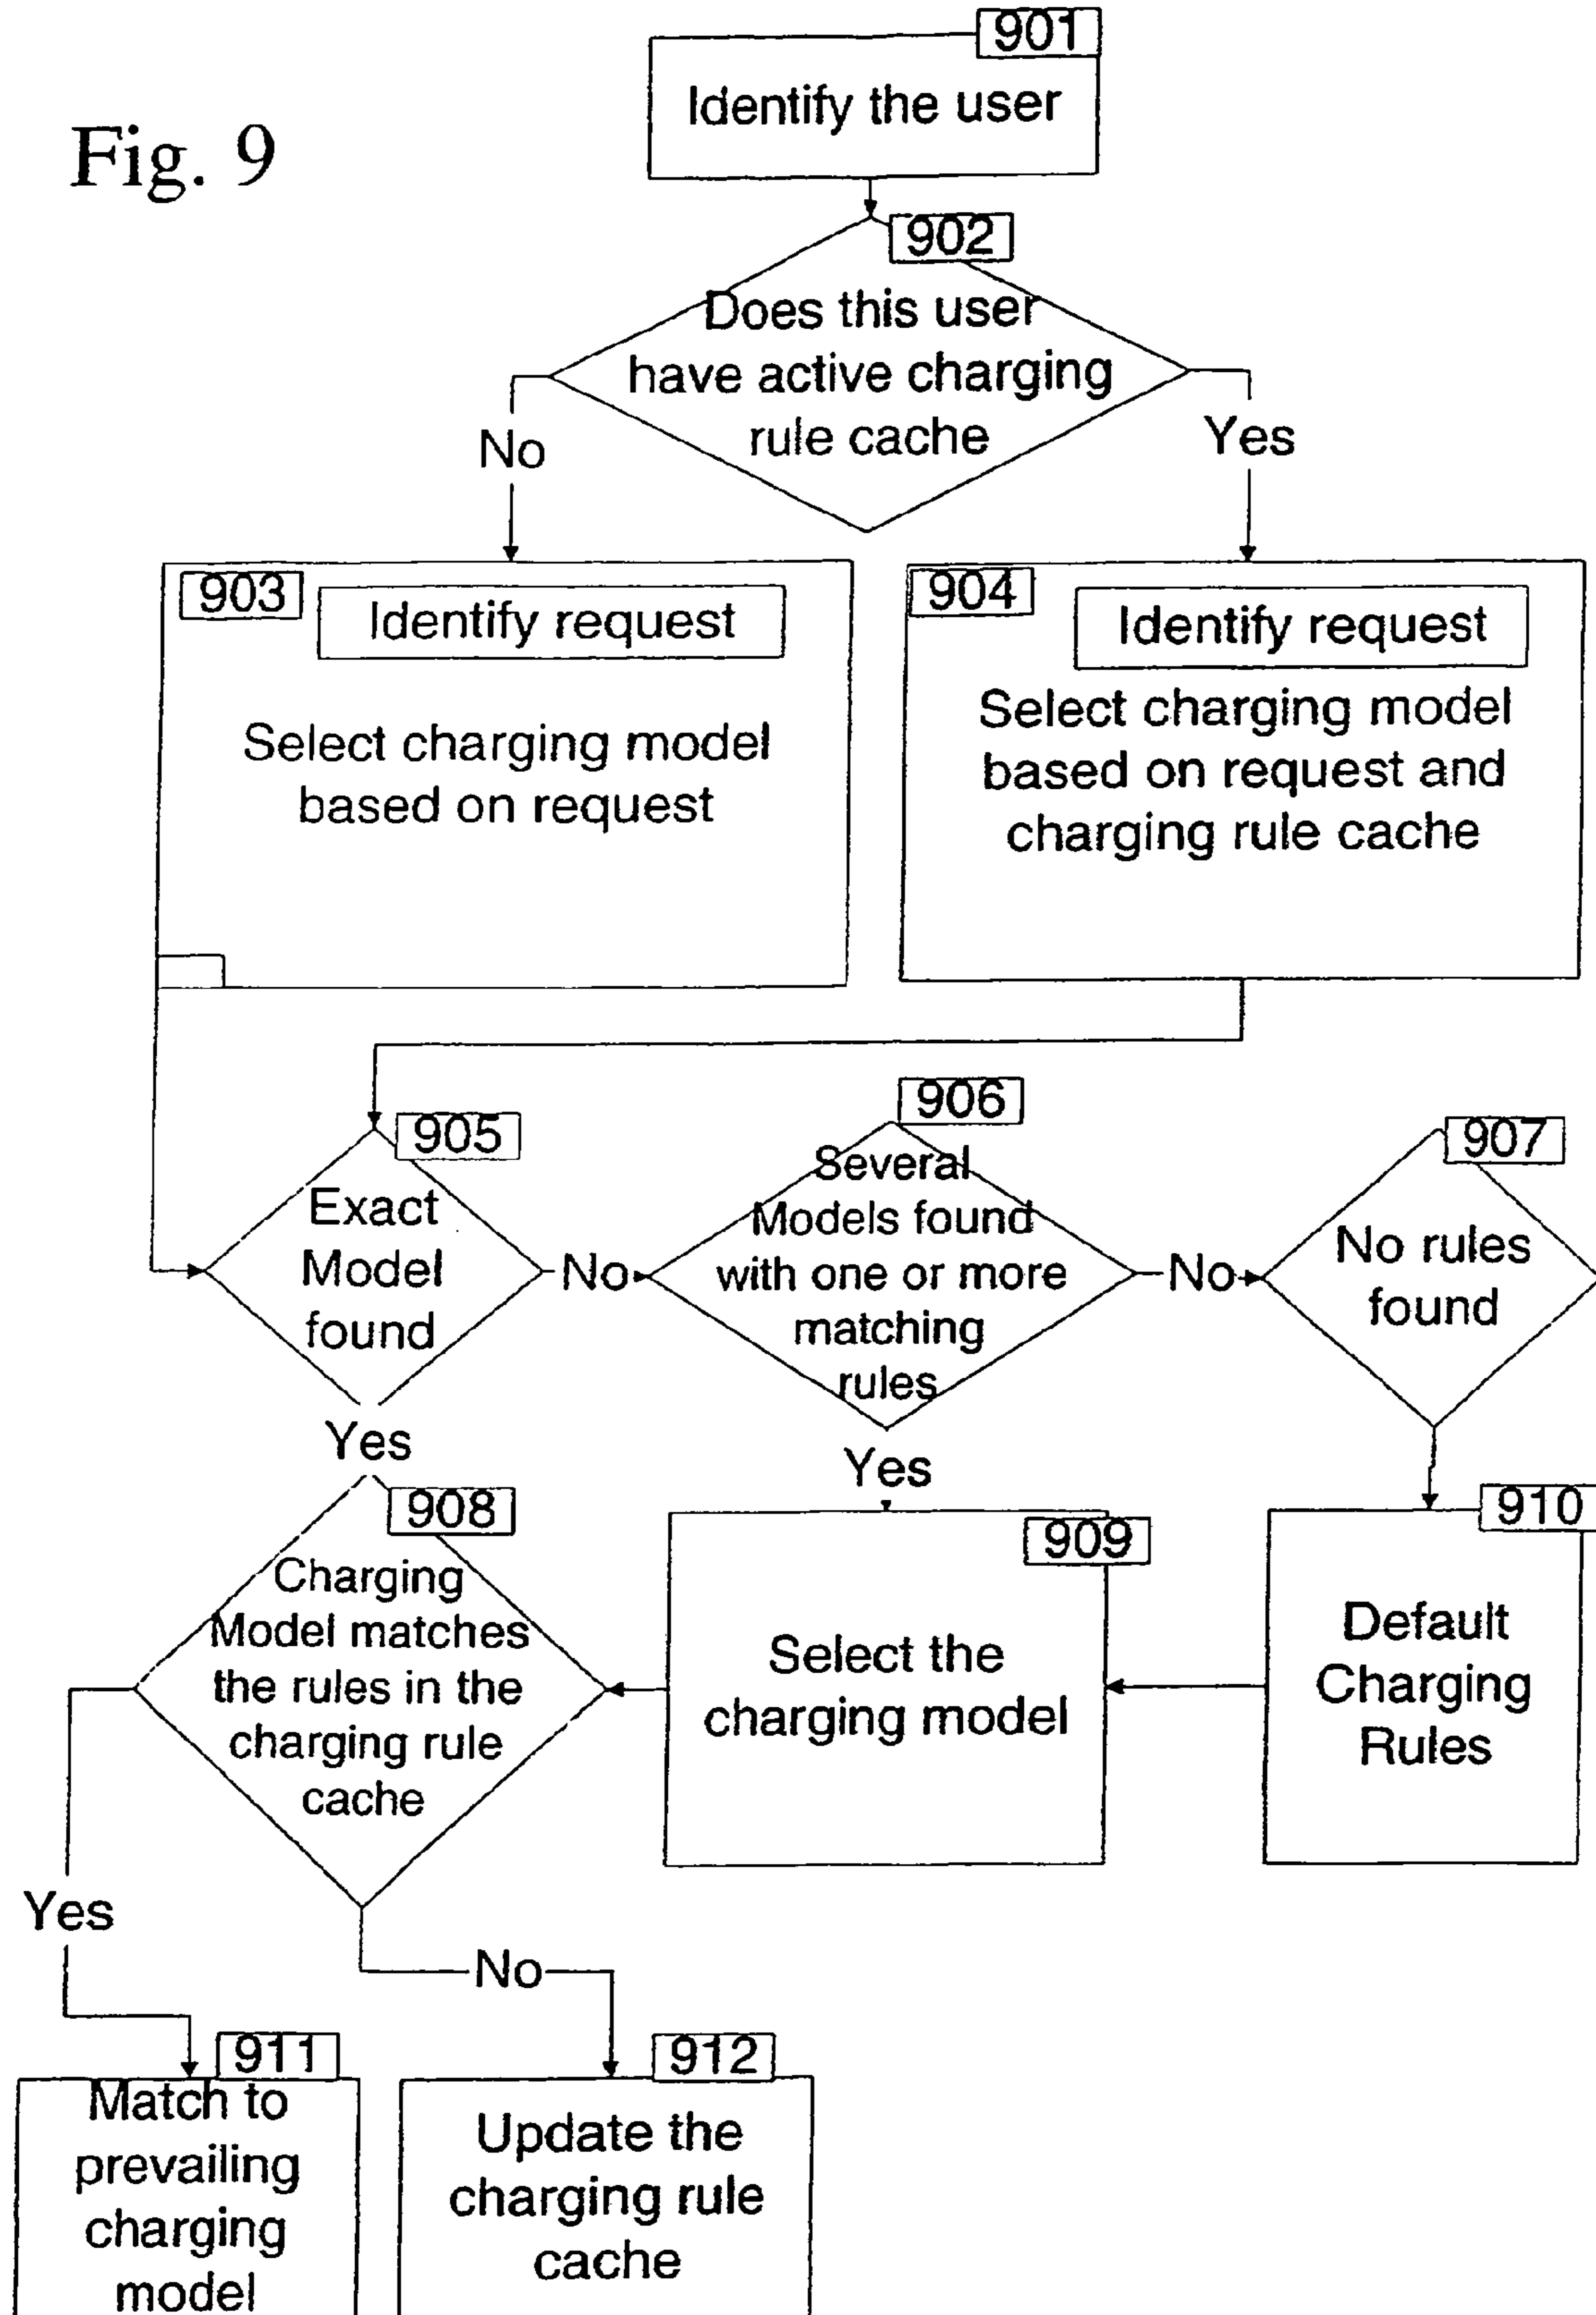 Fig. 9
901
Identify the user
902
Does this user
have active charging
rule cache
No
Yes
903
Identify request
Select charging model
based on request
904
Identify request
Select charging model
based on request and
charging rule cache
905
Exact
Model
found
No
906
Several
Models found
with one or more
matching
rules
No
907
No rules
found
Yes
Yes
908
Charging
Model matches
the rules in the
charging rule
cache
909
Select the
charging model
910
Default
Charging
Rules
Yes
No
911
Match to
prevailing
charging
model
912
Update the
charging rule
cache